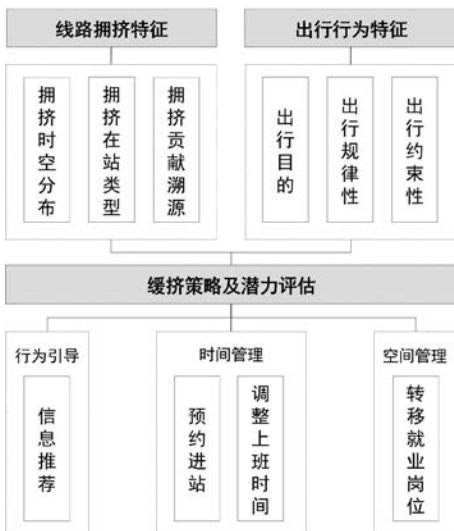 线路拥挤特征
出行行为特征
拥挤时空分布
拥挤在站类型
拥挤贡献溯源
出行目的
出行规律性
出行约束性
缓挤策略及潜力评估
行为引导
时间管理
空间管理
信息推荐
预约进站
调整上班时间
转移就业岗位